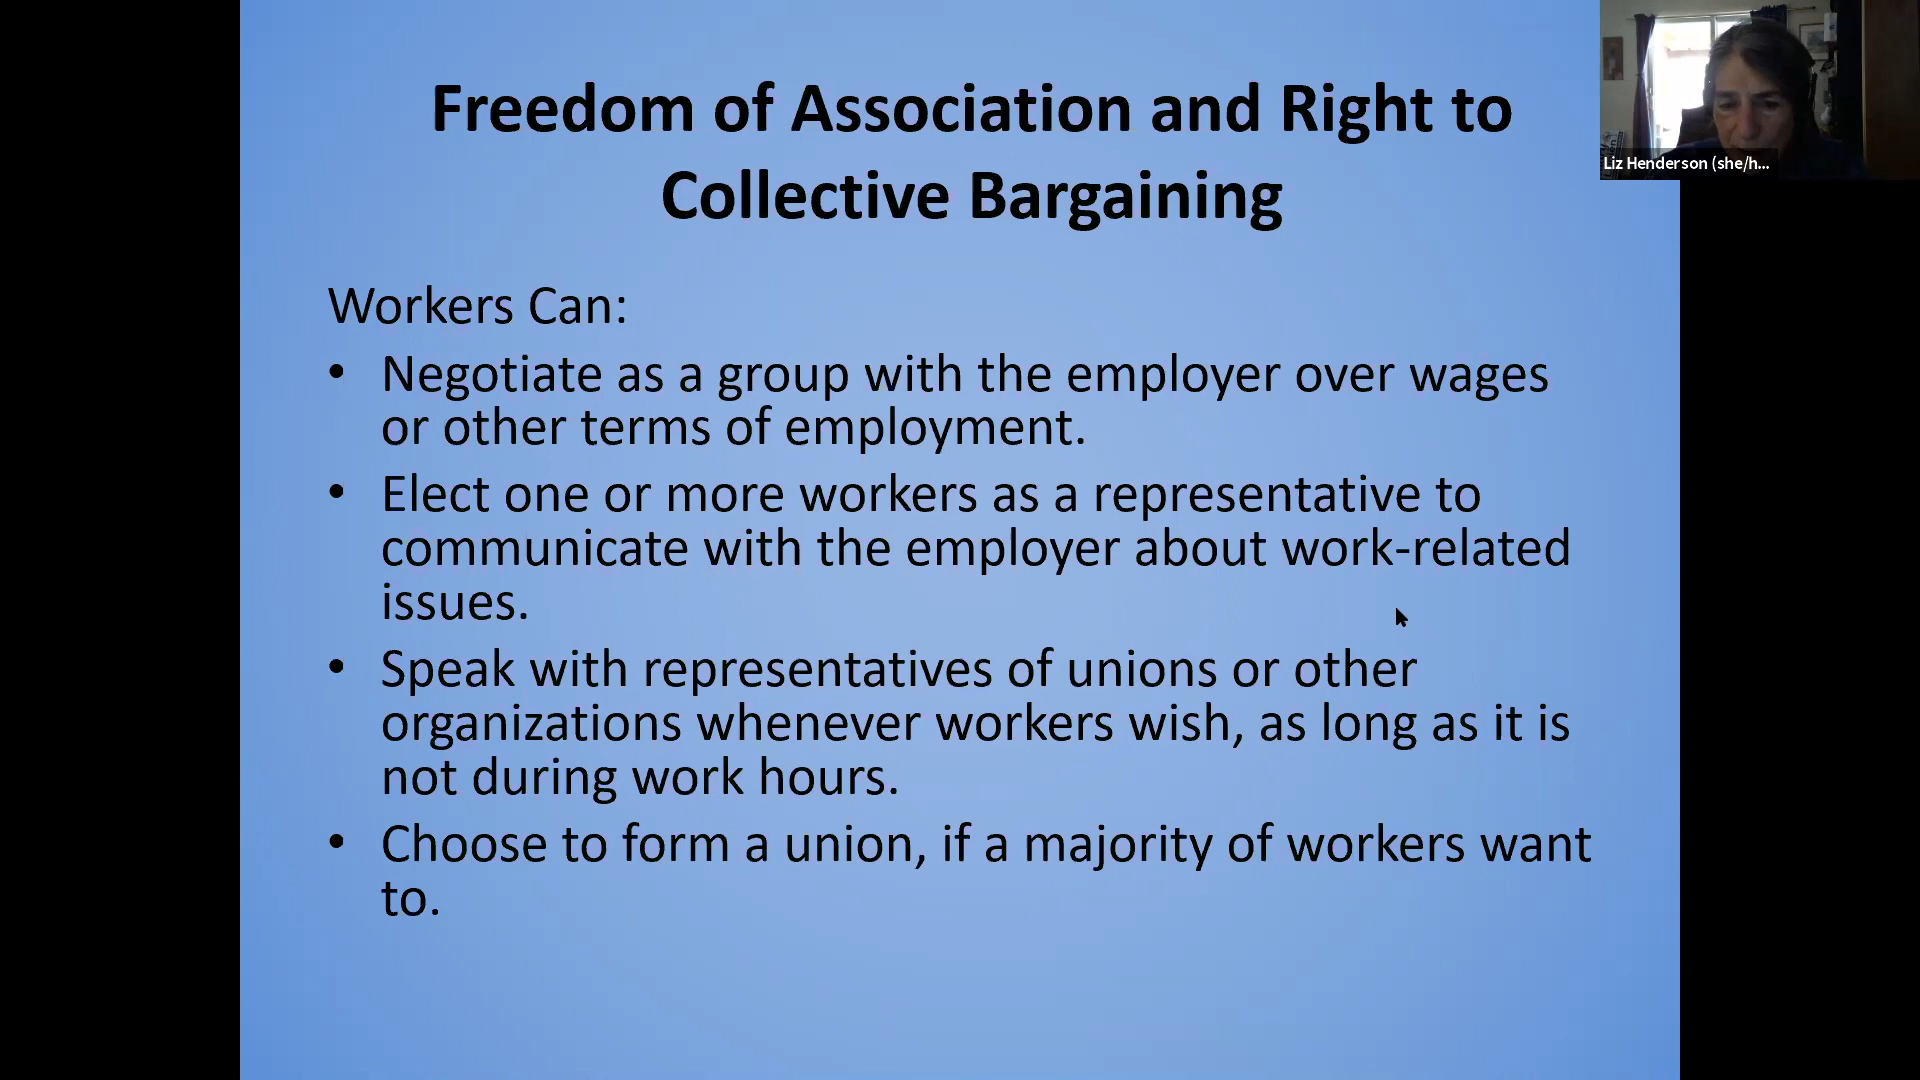 Freedom of Association and Right to
Collective Bargaining
Liz Henderson (she/h...
Workers Can:
• Negotiate as a group with the employer over wages
or other terms of employment.
• Elect one or more workers as a representative to
communicate with the employer about work-related
issues.
• Speak with representatives of unions or other
organizations whenever workers wish, as long as it is
not during work hours.
• Choose to form a union, if a majority of workers want
to.